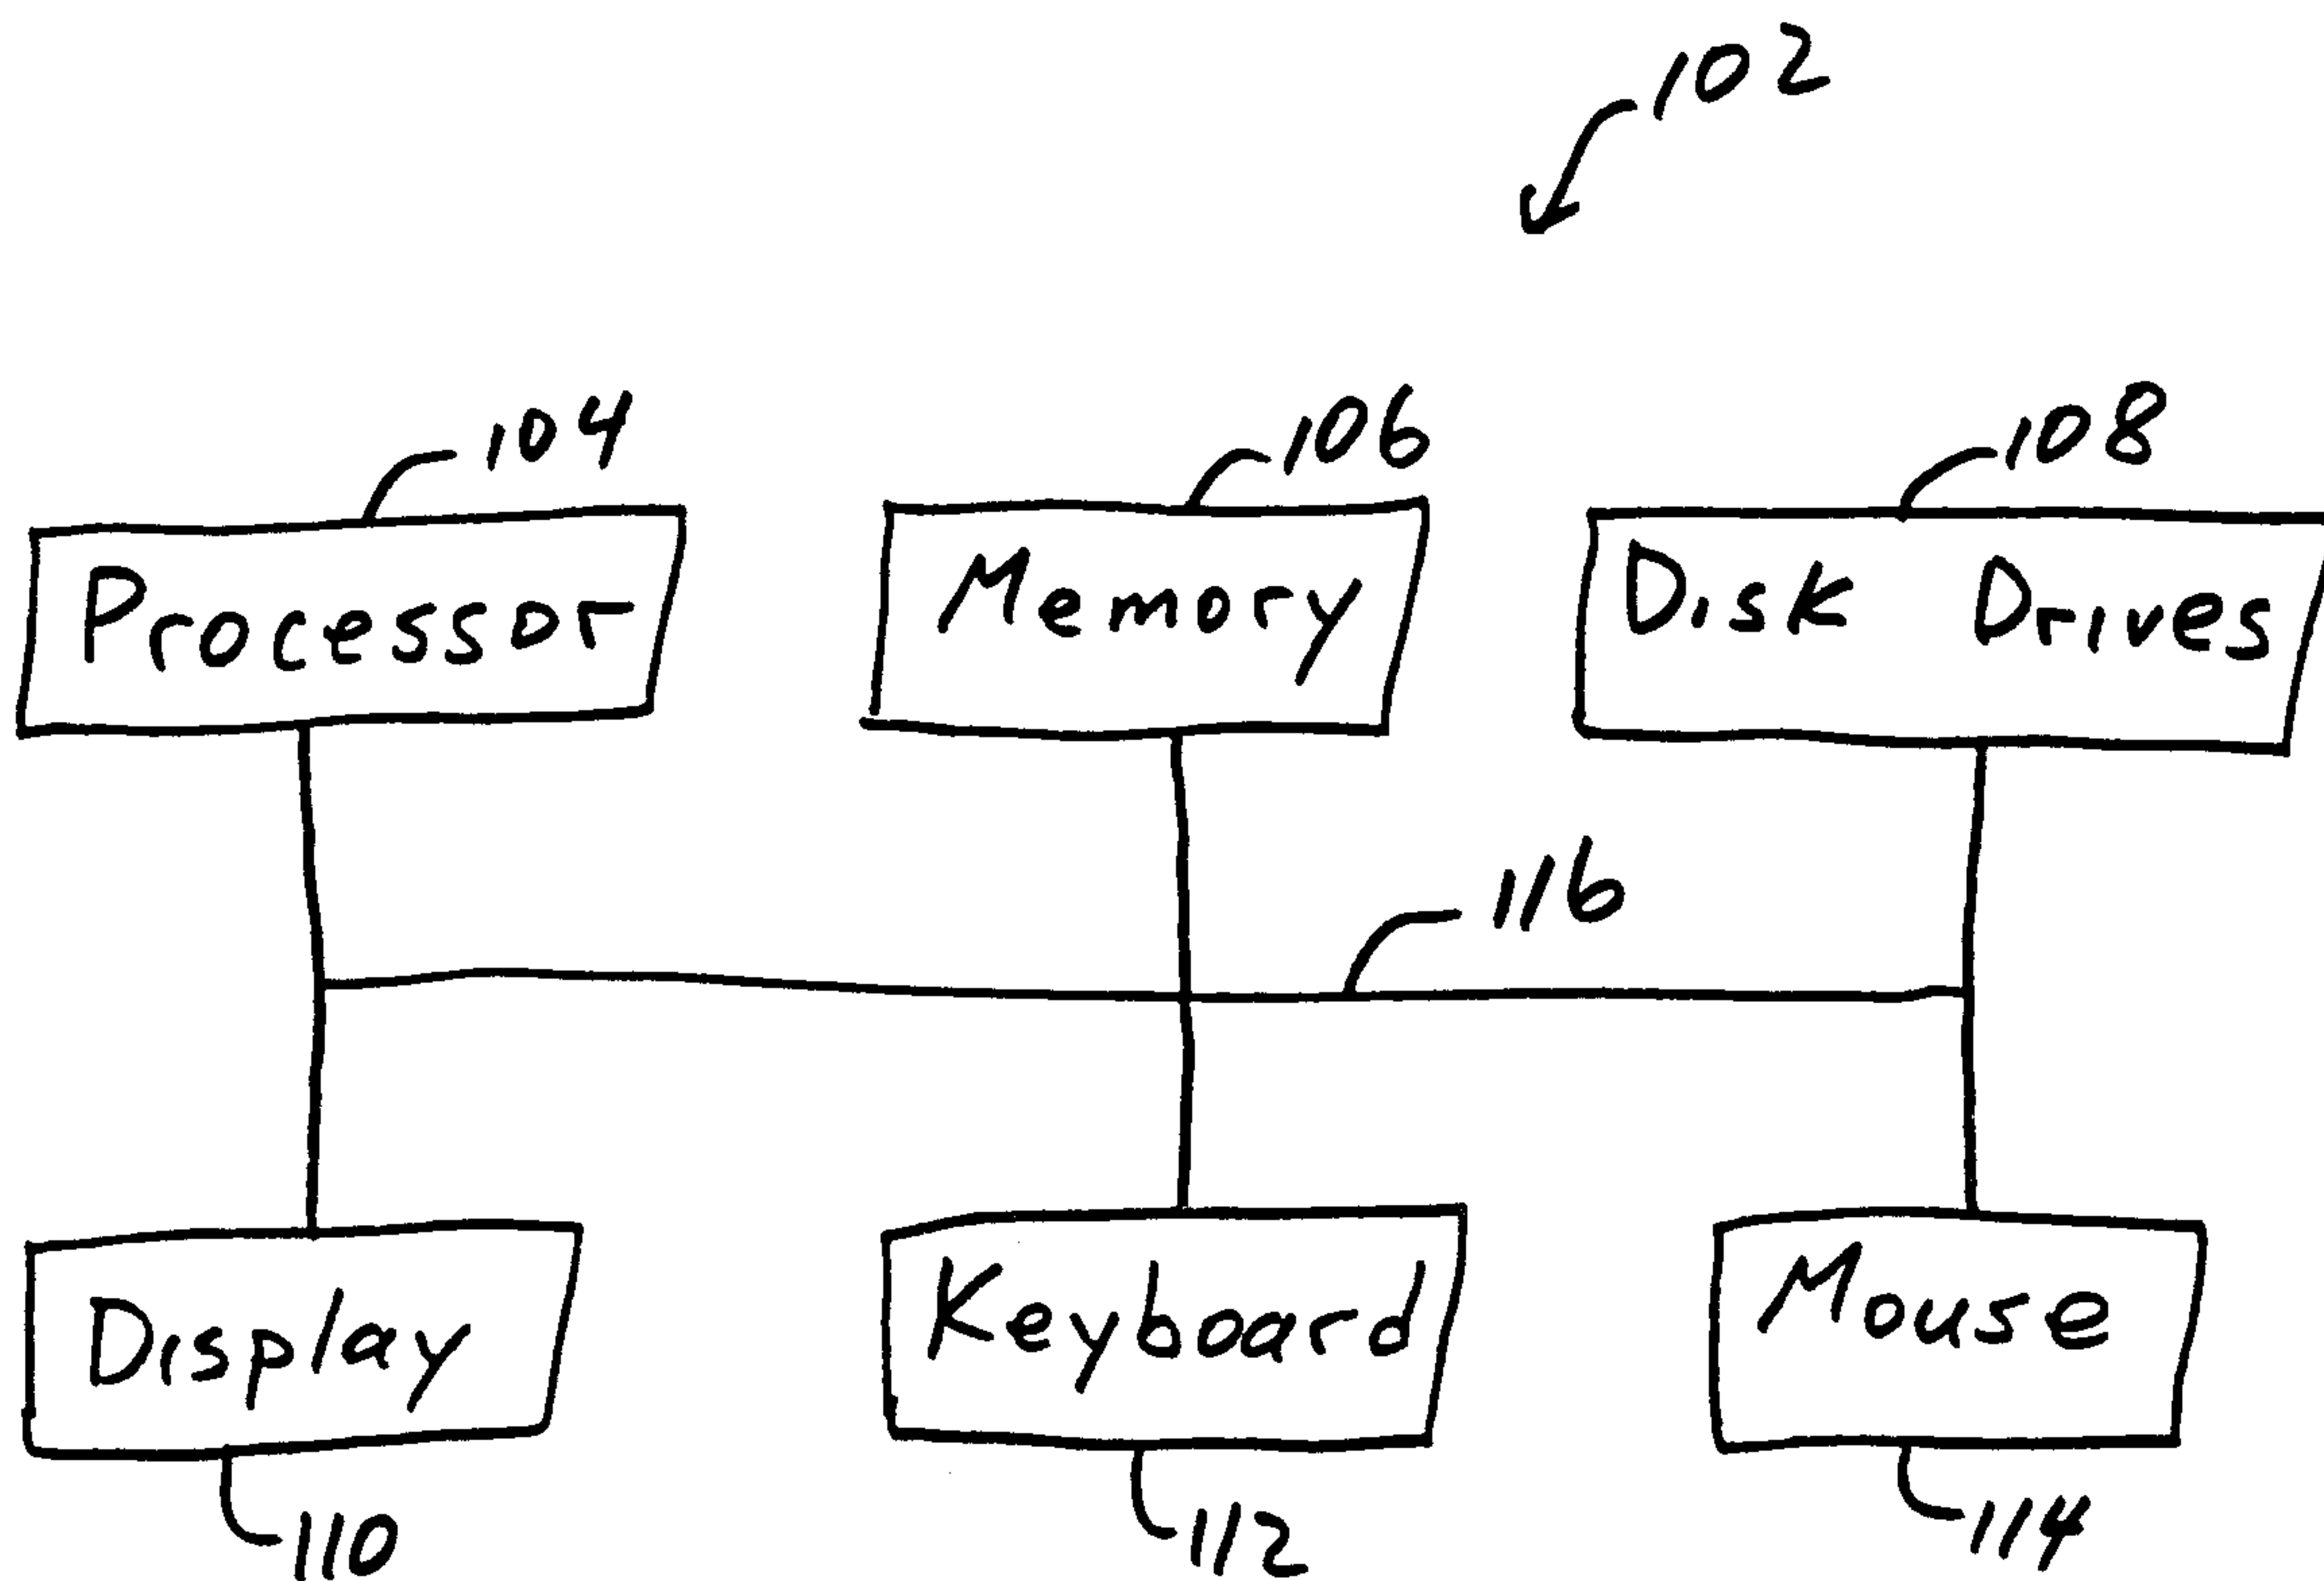 102
104 106 108
Processor Memory Disk Drives
116
Display Keyboard Mouse
110 112 114